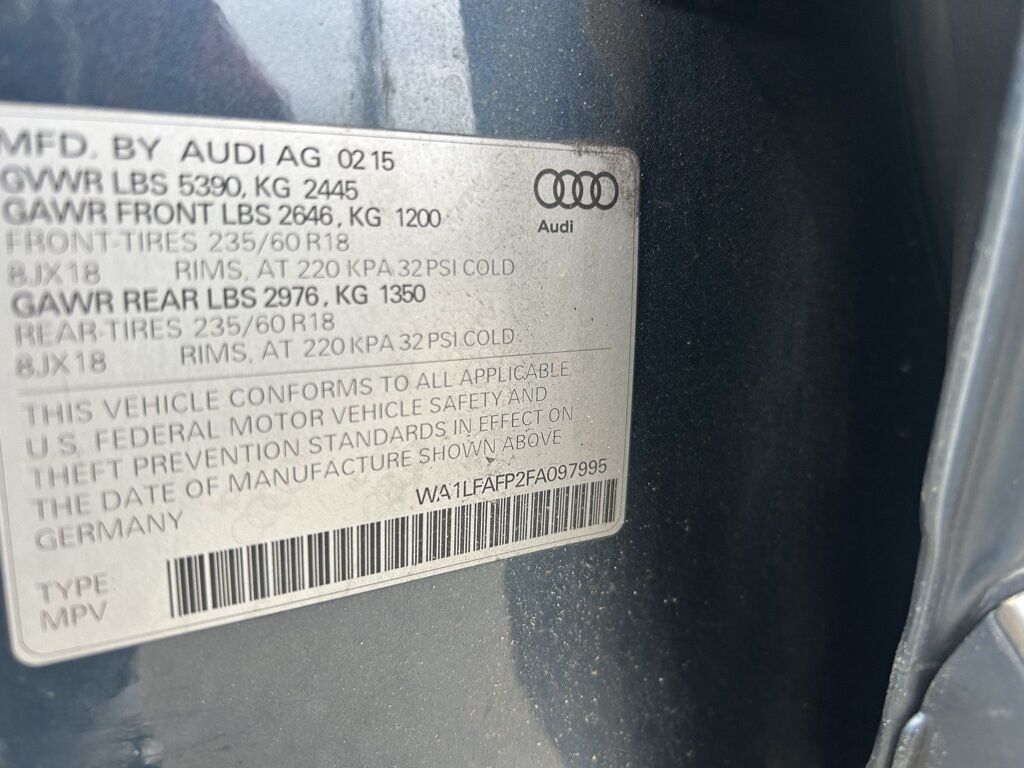 MFD. BY AUDI AG 02 15
GVWR LBS 5390, KG 2445
GAWR FRONT LBS 2646, KG 1200
FRONT-TIRES 235/60 R18
8JX18 RIMS, AT 220 KPA 32 PSI COLD
GAWR REAR LBS 2976, KG 1350
REAR-TIRES 235/60 R18
8JX18 RIMS, AT 220 KPA 32 PSI COLD
Audi
THIS VEHICLE CONFORMS TO ALL APPLICABLE
U.S. FEDERAL MOTOR VEHICLE SAFETY AND
THEFT PREVENTION STANDARDS IN EFFECT ON
THE DATE OF MANUFACTURE SHOWN ABOVE
GERMANY
WA1LFAFP2FA097995
TYPE:
MPV